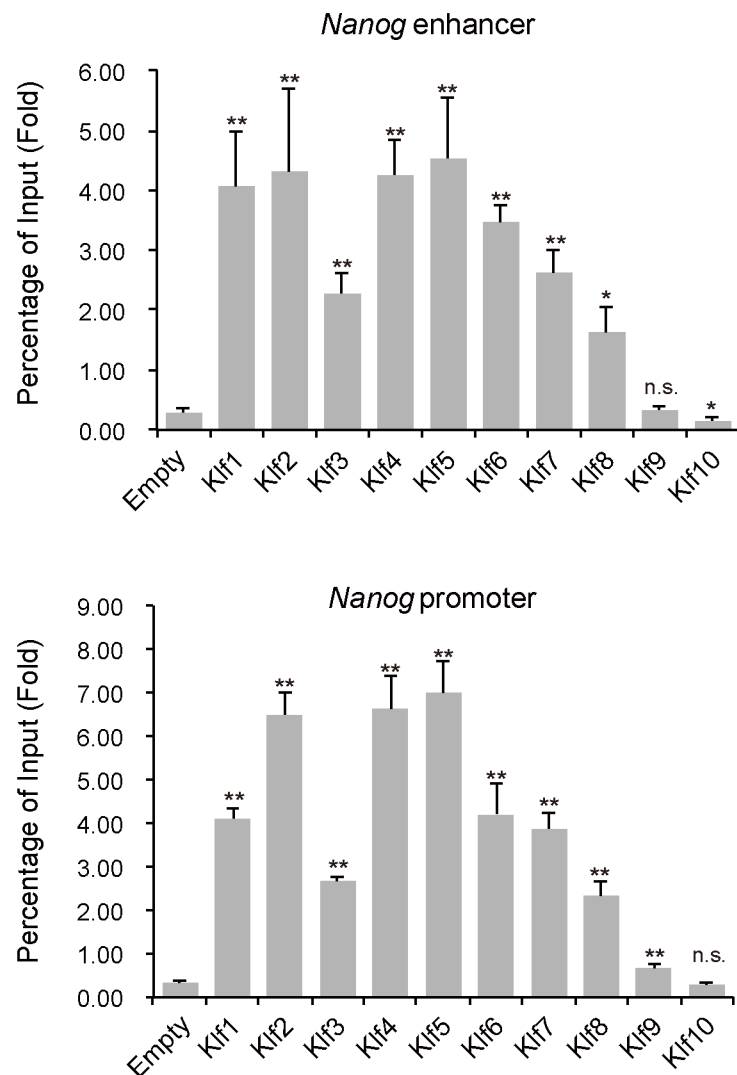 Nanog enhancer
Percentage of Input (Fold)
6.00
5.00
4.00
3.00
2.00
1.00
0.00
** ** ** ** ** ** ** * n.s. *
Empty Klf1 Klf2 Klf3 Klf4 Klf5 Klf6 Klf7 Klf8 Klf9 Klf10
Nanog promoter
Percentage of Input (Fold)
9.00
8.00
7.00
6.00
5.00
4.00
3.00
2.00
1.00
0.00
** ** ** ** ** ** ** ** ** n.s.
Empty Klf1 Klf2 Klf3 Klf4 Klf5 Klf6 Klf7 Klf8 Klf9 Klf10